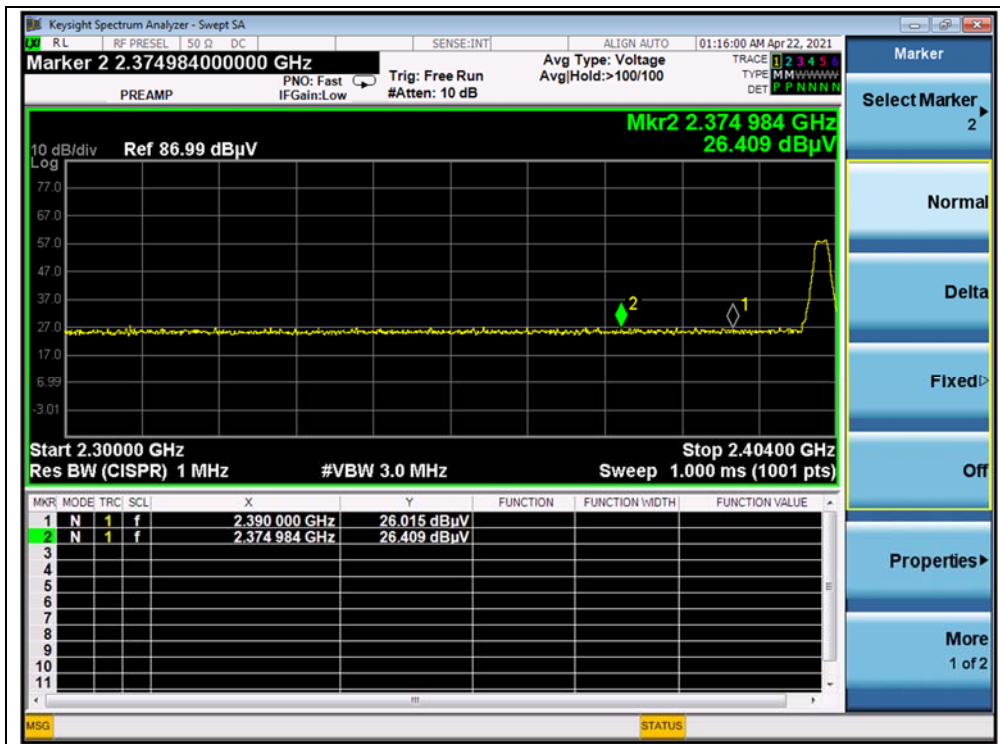 Keysight Spectrum Analyzer - Swept SA
LXI RL RF PRESEL 50 Ω DC SENSE:INT ALIGN AUTO 01:16:00 AM Apr 22, 2021
Marker 2 2.374984000000 GHz
PREAMP
PNO: Fast
IFGain:Low
Trig: Free Run
#Atten: 10 dB
Avg Type: Voltage
Avg|Hold:>100/100
TRACE 1 2 3 4 5 6
TYPE MMWWWW
DET P P N N N N
Mkr2 2.374 984 GHz
26.409 dBµV
10 dB/div Ref 86.99 dBµV
Log
77.0
67.0
57.0
47.0
37.0
27.0
17.0
6.99
-3.01
2
1
Start 2.30000 GHz Stop 2.40400 GHz
Res BW (CISPR) 1 MHz #VBW 3.0 MHz Sweep 1.000 ms (1001 pts)
MKR MODE TRC SCL X Y FUNCTION FUNCTION WIDTH FUNCTION VALUE
1 N 1 f 2.390 000 GHz 26.015 dBµV
2 N 1 f 2.374 984 GHz 26.409 dBµV
3
4
5
6
7
8
9
10
11
MSG STATUS
Marker
Select Marker
2
Normal
Delta
Fixed
Off
Properties
More
1 of 2